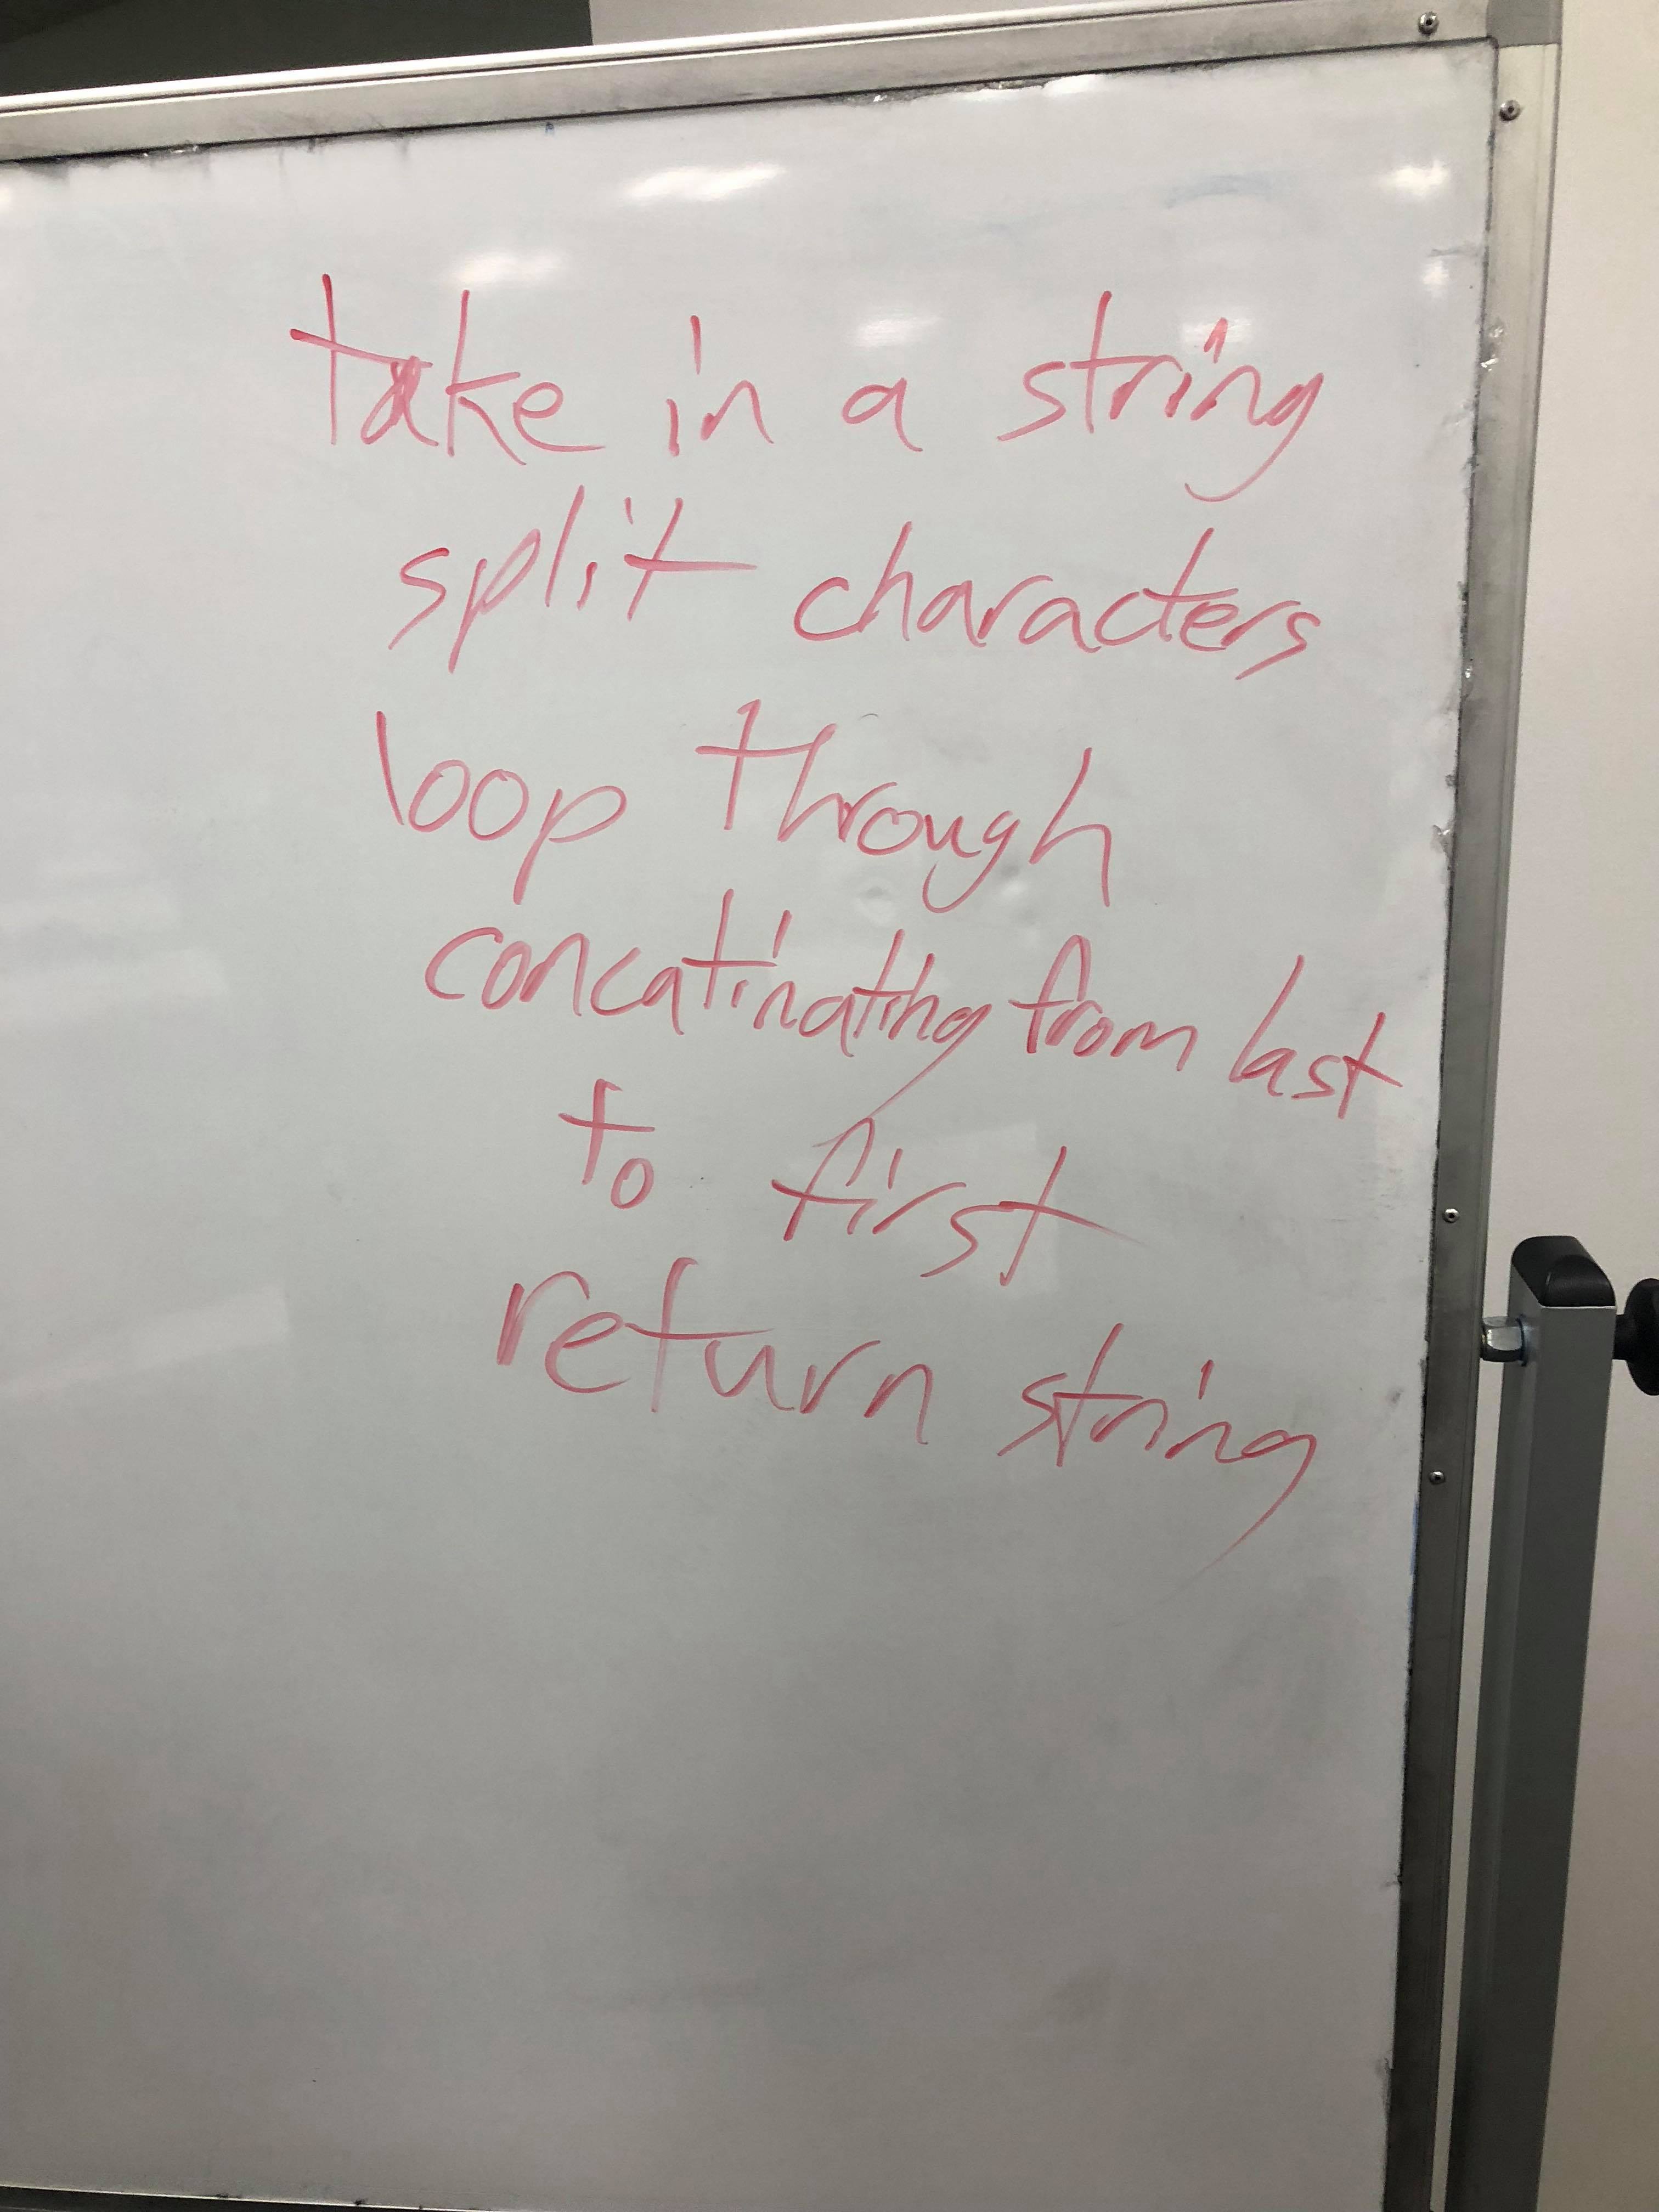 take in a string
split characters
loop through
concatinating from last
to first
return string